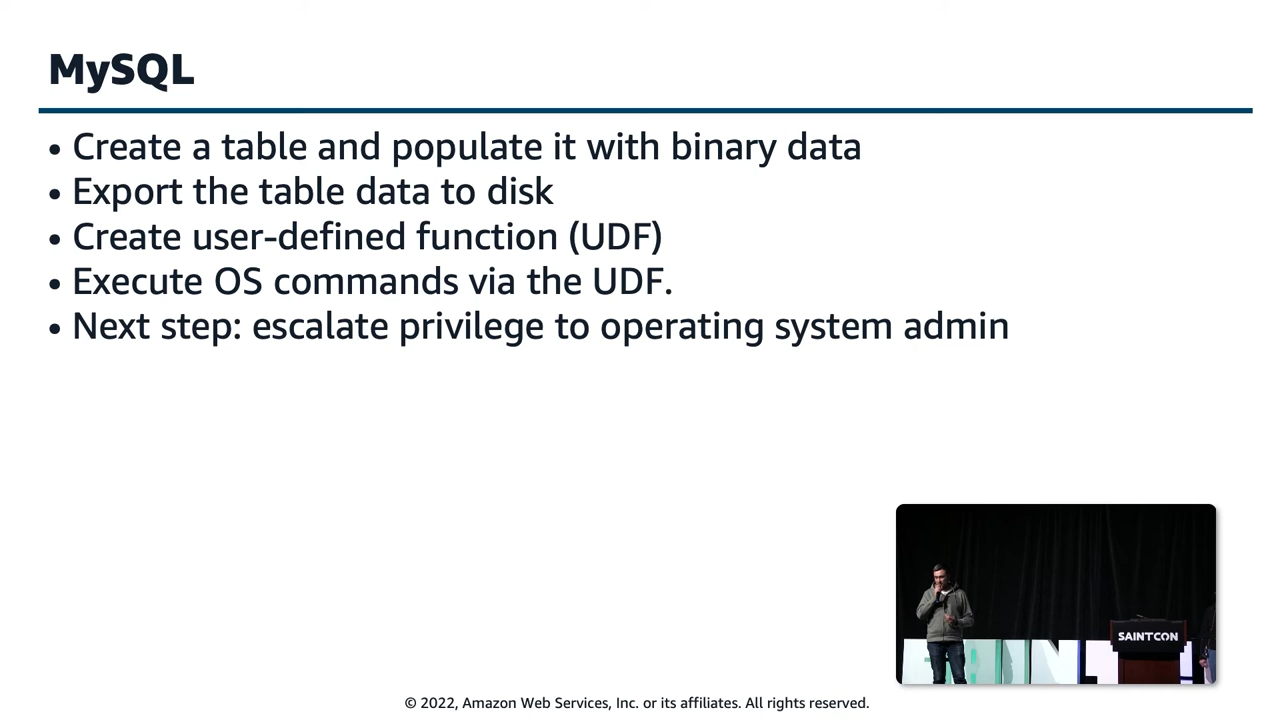 MySQL
• Create a table and populate it with binary data
• Export the table data to disk
• Create user-defined function (UDF)
• Execute OS commands via the UDF.
• Next step: escalate privilege to operating system admin
SAINTCON
© 2022, Amazon Web Services, Inc. or its affiliates. All rights reserved.